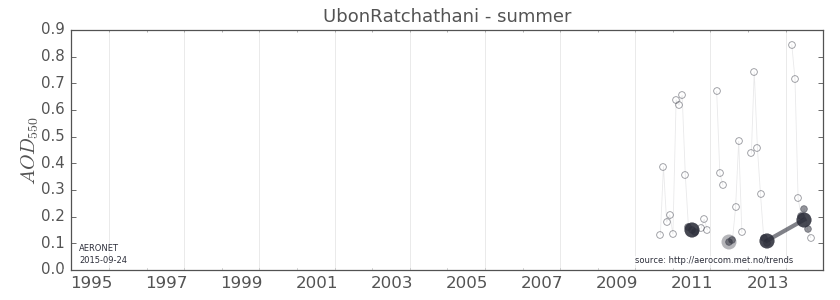 UbonRatchathani - summer
0.9
0.8
0.7
0.6
0.5
0.4
0.3
0.2
0.1
0.0
AOD550
AERONET
2015-09-24
source: http://aerocom.met.no/trends
1995 1997 1999 2001 2003 2005 2007 2009 2011 2013